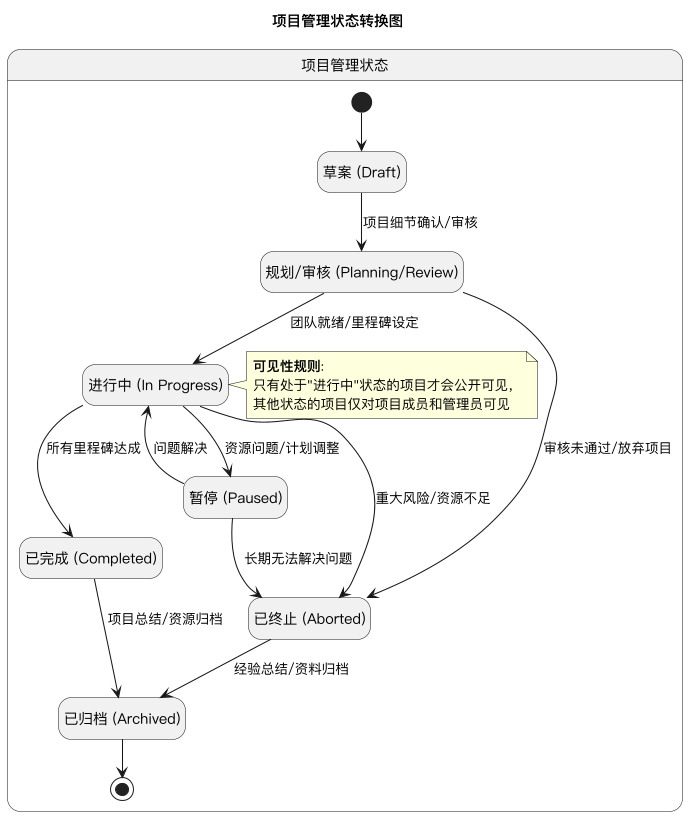 项目管理状态转换图
项目管理状态
草案 (Draft)
项目细节确认/审核
规划/审核 (Planning/Review)
团队就绪/里程碑设定
进行中 (In Progress)
可见性规则:
只有处于"进行中"状态的项目才会公开可见，
其他状态的项目仅对项目成员和管理员可见
所有里程碑达成
问题解决
资源问题/计划调整
审核未通过/放弃项目
暂停 (Paused)
重大风险/资源不足
已完成 (Completed)
长期无法解决问题
项目总结/资源归档
已终止 (Aborted)
经验总结/资料归档
已归档 (Archived)